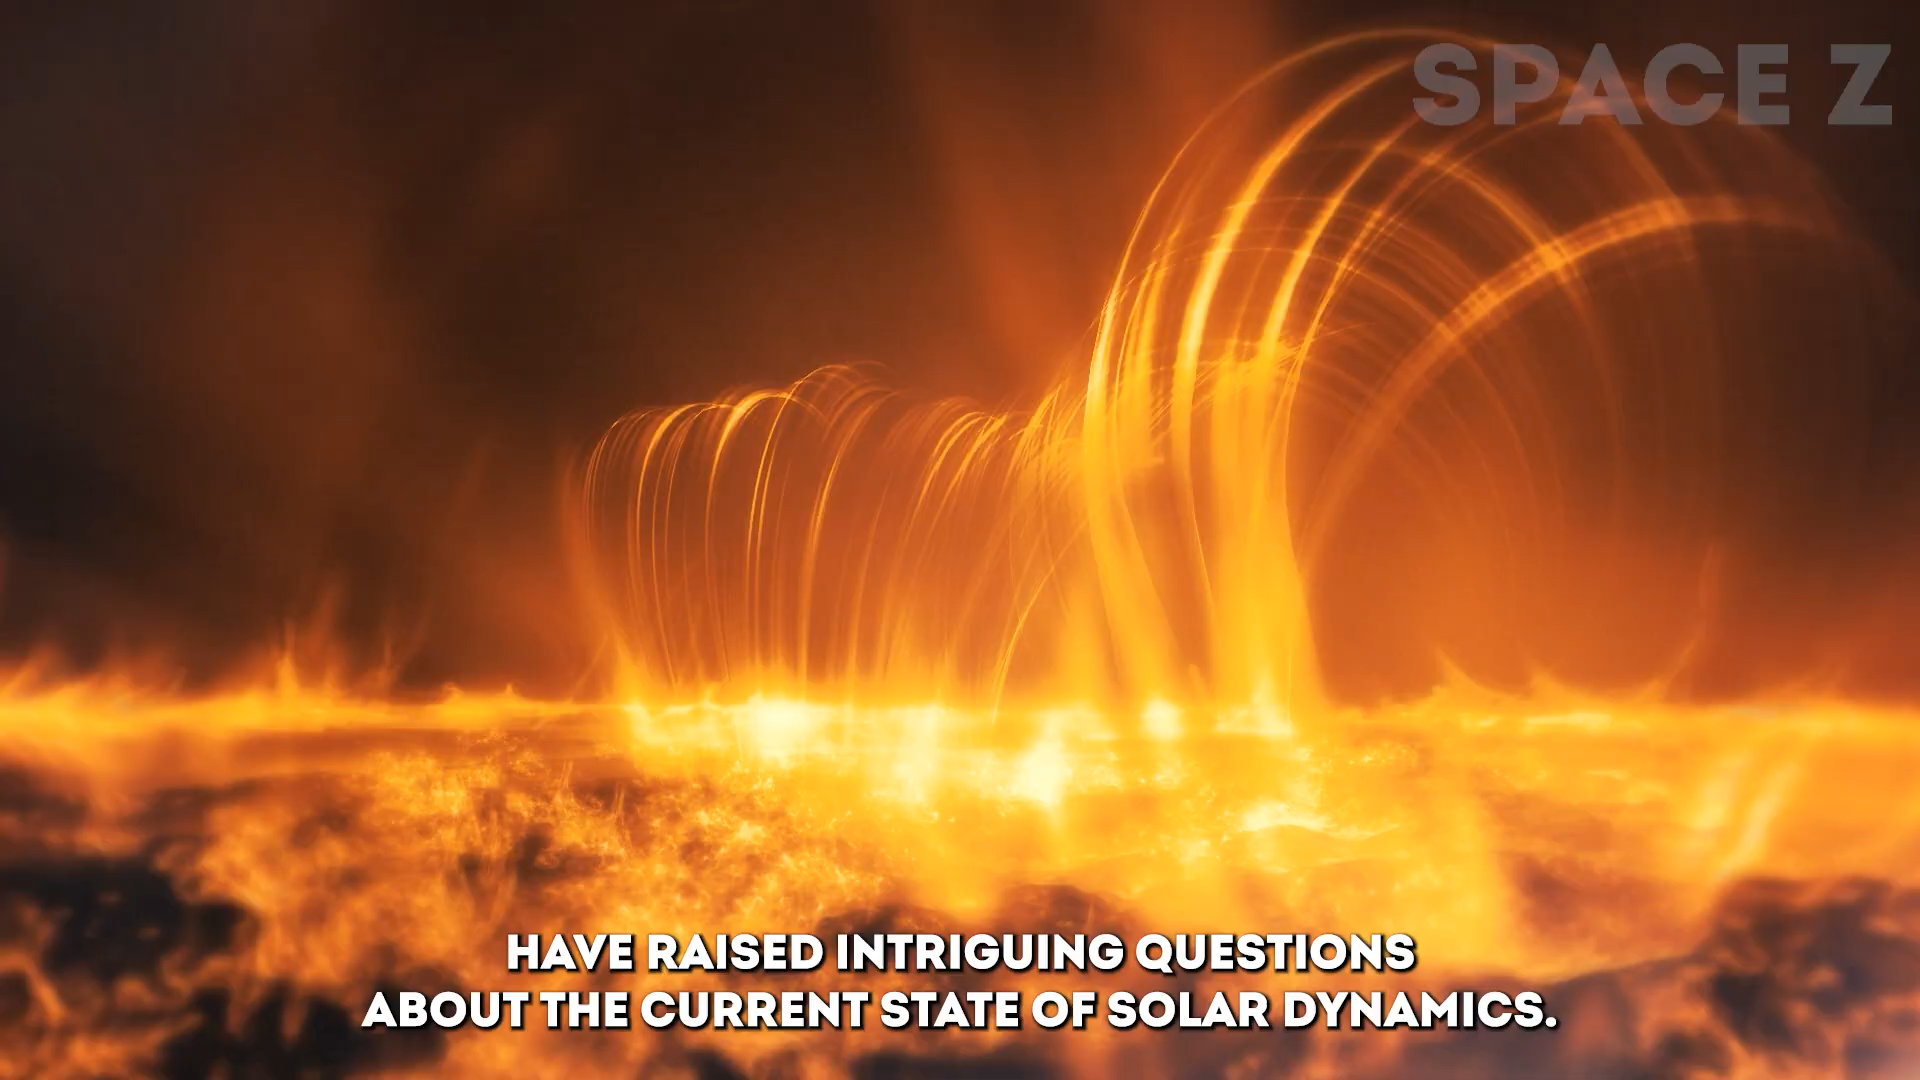 SPACE Z
HAVE RAISED INTRIGUING QUESTIONS
ABOUT THE CURRENT STATE OF SOLAR DYNAMICS.